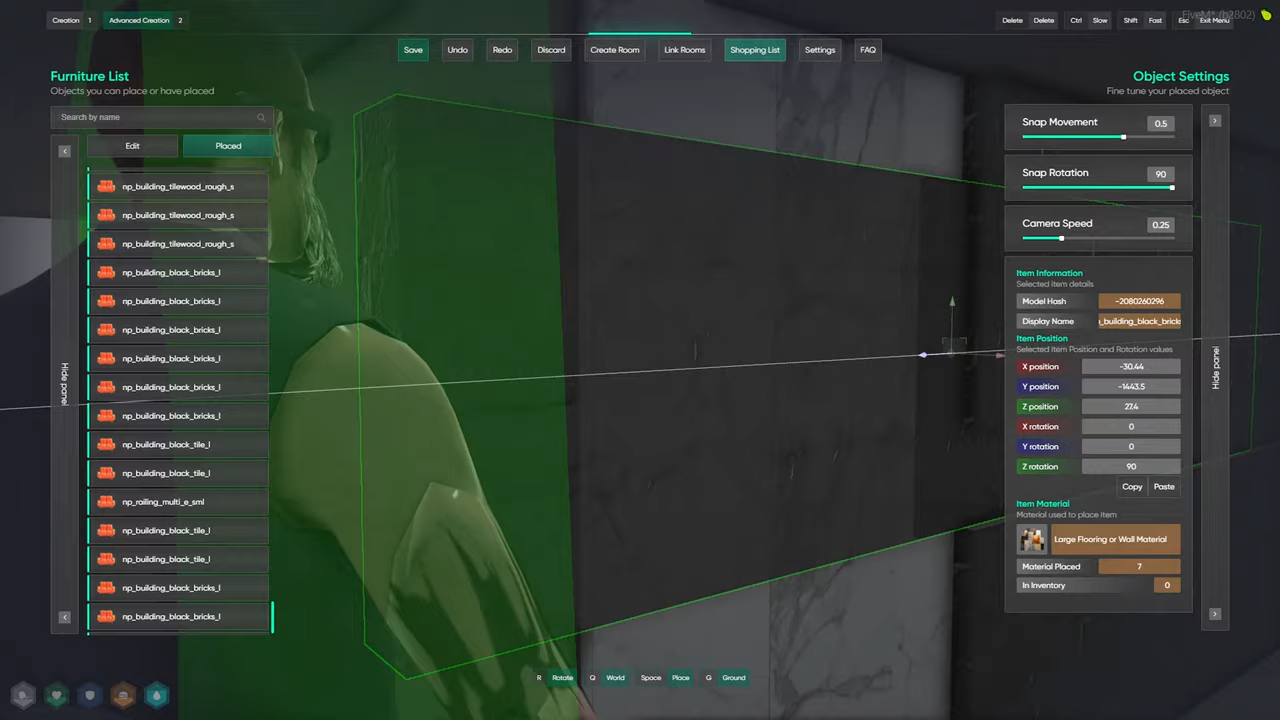 Creation 1 Advanced Creation 2
Delete Delete Ctrl Slow Shift Fast Esc Exit Menu
FiveM* (b2802)
Save Undo Redo Discard Create Room Link Rooms Shopping List Settings FAQ
Furniture List
Objects you can place or have placed
Search by name
Edit Placed
np_building_tilewood_rough_s
np_building_tilewood_rough_s
np_building_tilewood_rough_s
np_building_black_bricks_l
np_building_black_bricks_l
np_building_black_bricks_l
np_building_black_bricks_l
np_building_black_bricks_l
np_building_black_bricks_l
np_building_black_tile_l
np_building_black_tile_l
np_railing_multi_e_sml
np_building_black_tile_l
np_building_black_tile_l
np_building_black_bricks_l
np_building_black_bricks_l
Hide panel
Object Settings
Fine tune your placed object
Snap Movement 0.5
Snap Rotation 90
Camera Speed 0.25
Item Information
Selected item details
Model Hash -2080260296
Display Name _building_black_bricks
Item Position
Selected Item Position and Rotation values
X position -30.44
Y position -1443.5
Z position 27.4
X rotation 0
Y rotation 0
Z rotation 90
Copy Paste
Item Material
Material used to place item
Large Flooring or Wall Material
Material Placed 7
In Inventory 0
Hide panel
R Rotate Q World Space Place G Ground